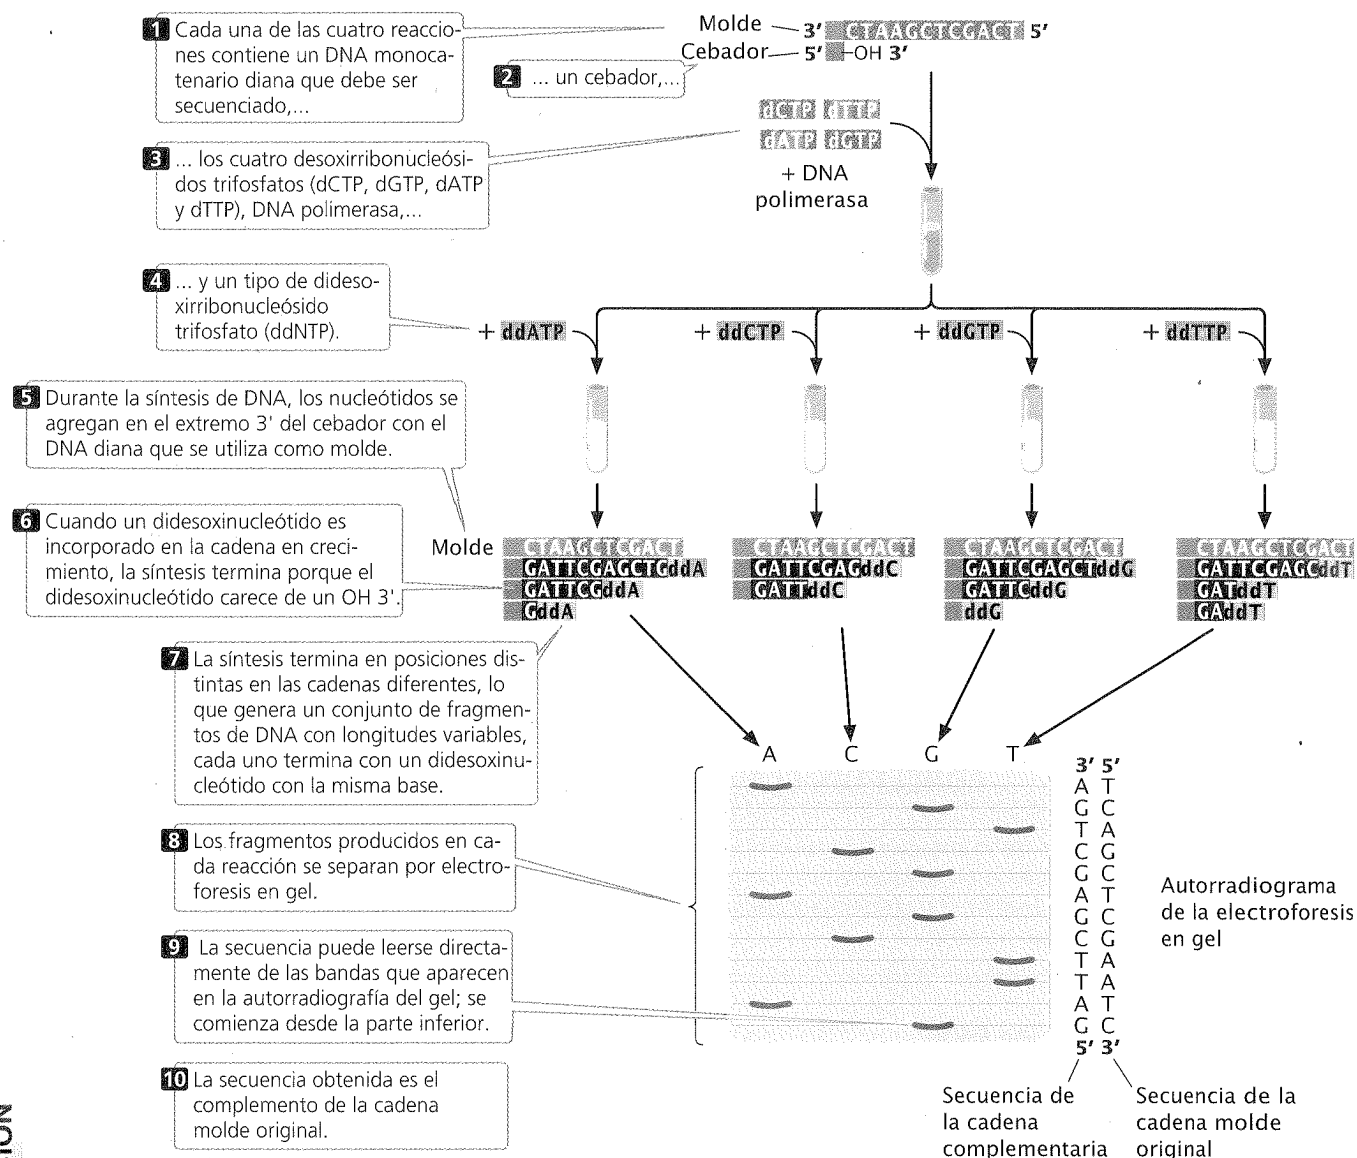 Molde 3' CTAAGCTCGACT 5'
Cebador 5' -OH 3'
1 Cada una de las cuatro reaccio-
nes contiene un DNA monoca-
tenario diana que debe ser
secuenciado,...
2 ... un cebador,...
dCTP dTTP
dATP dGTP
+ DNA
polimerasa
3 ... los cuatro desoxirribonucleósi-
dos trifosfatos (dCTP, dGTP, dATP
y dTTP), DNA polimerasa,...
4 ... y un tipo de dideso-
xirribonucleósido
trifosfato (ddNTP).
+ ddATP
+ ddCTP
+ ddGTP
+ ddTTP
5 Durante la síntesis de DNA, los nucleótidos se
agregan en el extremo 3' del cebador con el
DNA diana que se utiliza como molde.
6 Cuando un didesoxinucleótido es
incorporado en la cadena en creci-
miento, la síntesis termina porque el
didesoxinucleótido carece de un OH 3'.
Molde CTAAGCTCGACT
GATTCGAGCTGddA
GATTCGddA
GddA
CTAAGCTCGACT
GATTCGAGddC
GATTddC
CTAAGCTCGACT
GATTCGAGCTddG
GATTCddG
ddG
CTAAGCTCGACT
GATTCGAGCddT
GATddT
GAddT
7 La síntesis termina en posiciones dis-
tintas en las cadenas diferentes, lo
que genera un conjunto de fragmen-
tos de DNA con longitudes variables,
cada uno termina con un didesoxinu-
cleótido con la misma base.
8 Los fragmentos producidos en ca-
da reacción se separan por electro-
foresis en gel.
9 La secuencia puede leerse directa-
mente de las bandas que aparecen
en la autorradiografía del gel; se
comienza desde la parte inferior.
10 La secuencia obtenida es el
complemento de la cadena
molde original.
A C G T
3' 5'
A T
G C
T A
C G
G C
A T
G C
C G
T A
T A
A T
G C
5' 3'
Autorradiograma
de la electroforesis
en gel
Secuencia de
la cadena
complementaria
Secuencia de la
cadena molde
original